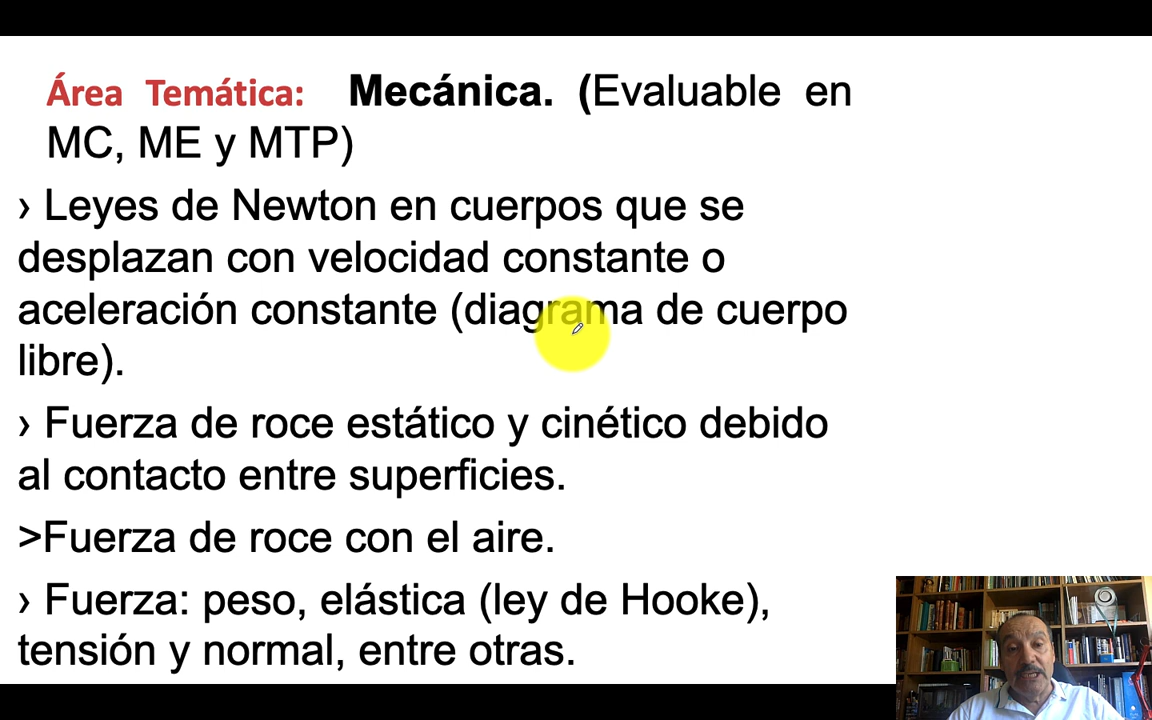 Área Temática: Mecánica. (Evaluable en
MC, ME y MTP)
› Leyes de Newton en cuerpos que se
desplazan con velocidad constante o
aceleración constante (diagrama de cuerpo
libre).
› Fuerza de roce estático y cinético debido
al contacto entre superficies.
>Fuerza de roce con el aire.
› Fuerza: peso, elástica (ley de Hooke),
tensión y normal, entre otras.